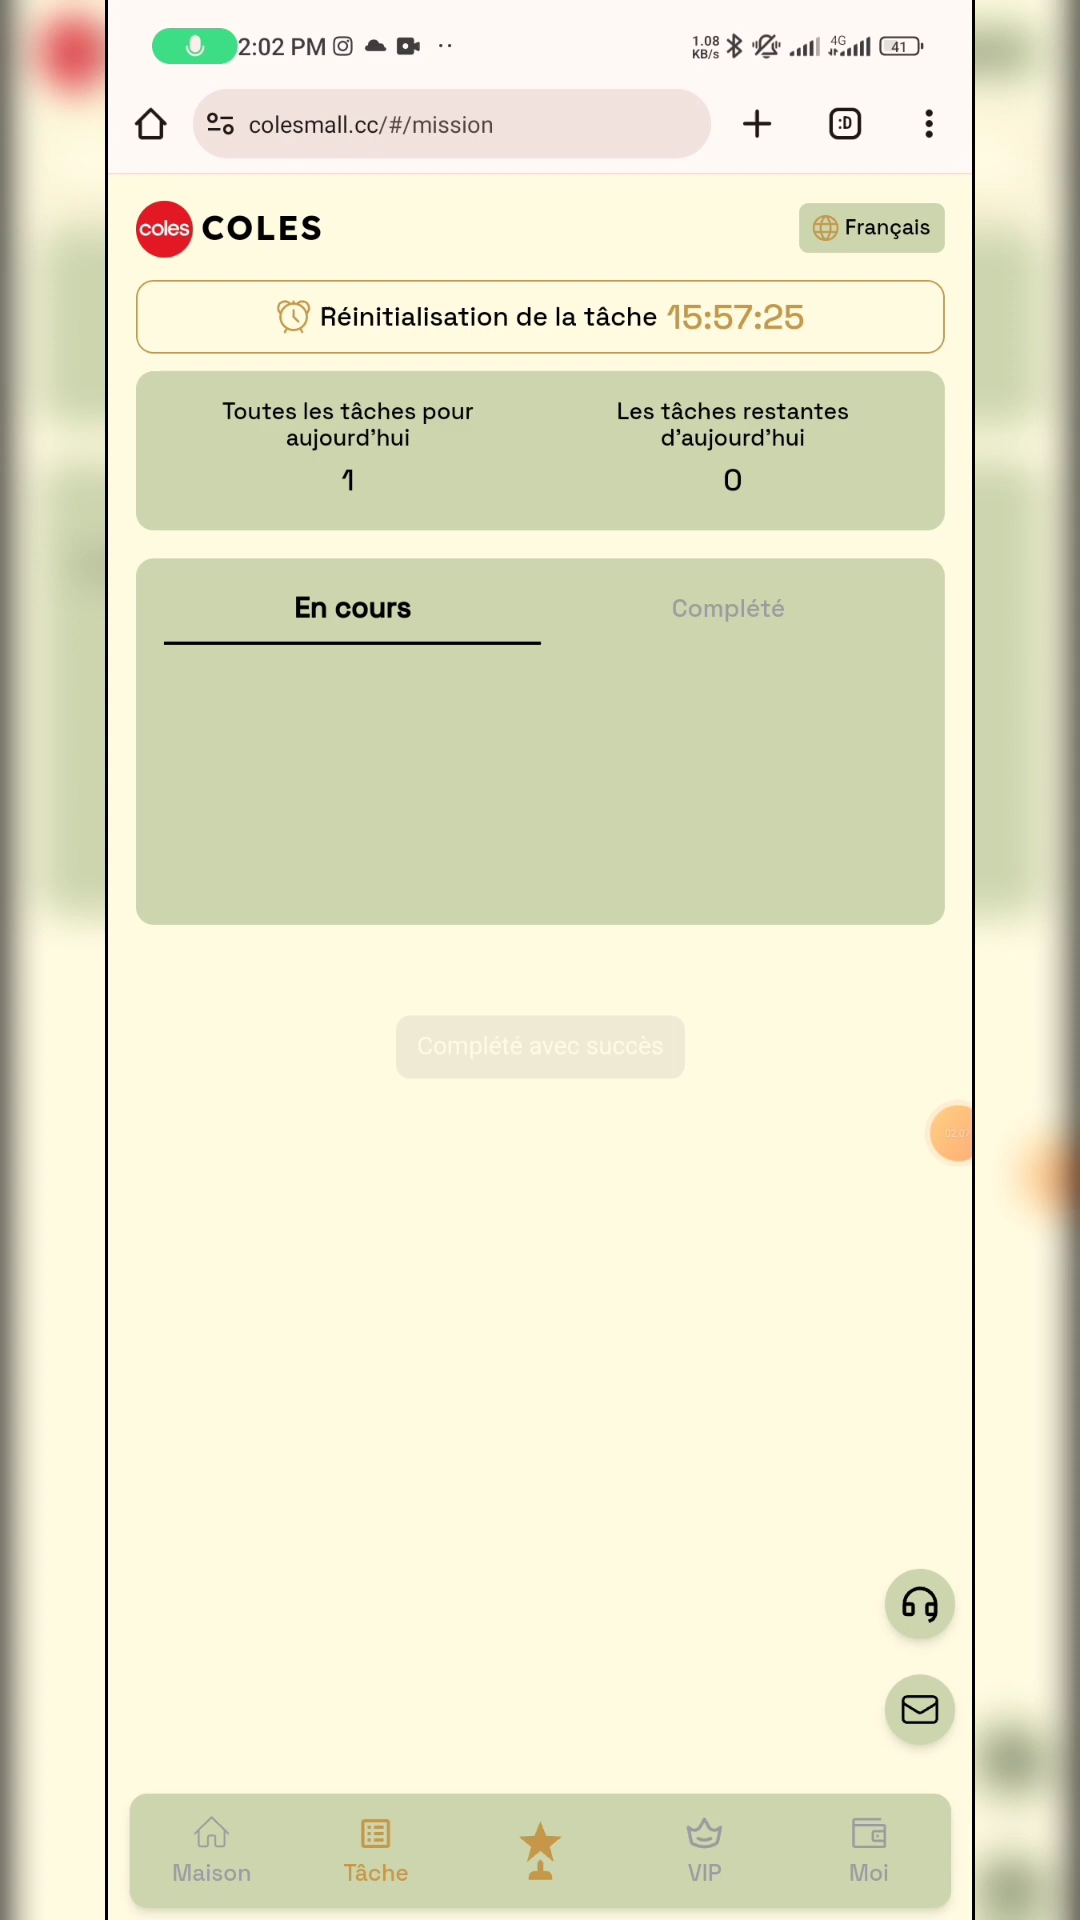 2:02 PM
1.08
KB/s
4G
41
colesmall.cc/#/mission
:D
coles
COLES
Français
Réinitialisation de la tâche 15:57:25
Toutes les tâches pour
aujourd'hui
1
Les tâches restantes
d'aujourd'hui
0
En cours
Complété
Complété avec succès
Maison
Tâche
VIP
Moi